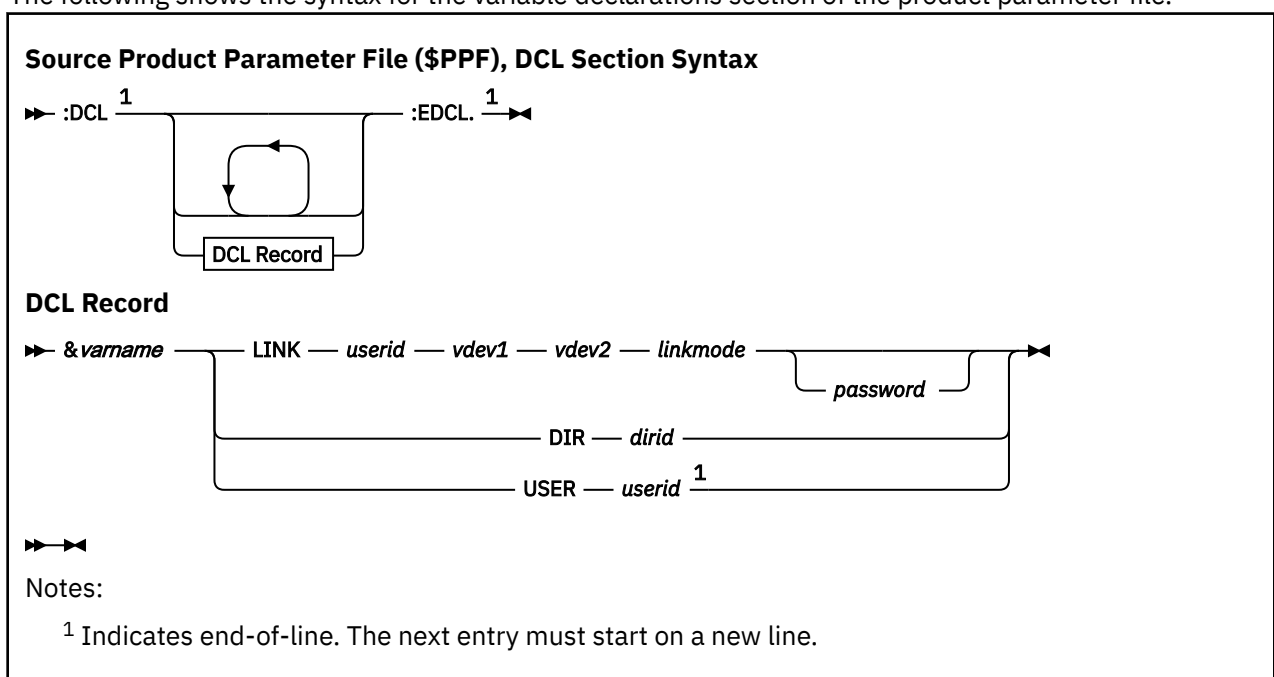 The following shows the syntax for the variable declarations section of the product parameter file.
Source Product Parameter File ($PPF), DCL Section Syntax
:DCL 1 :EDCL. 1
DCL Record
DCL Record
&varname LINK userid vdev1 vdev2 linkmode
password
DIR dirid
USER userid 1
Notes:
1 Indicates end-of-line. The next entry must start on a new line.